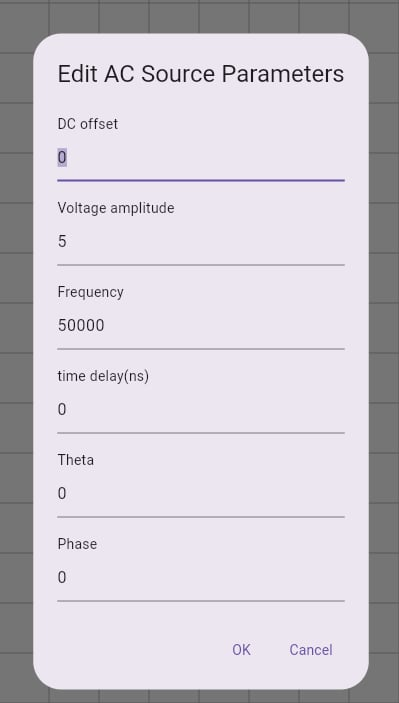 Edit AC Source Parameters
DC offset
0
Voltage amplitude
5
Frequency
50000
time delay(ns)
0
Theta
0
Phase
0
OK Cancel